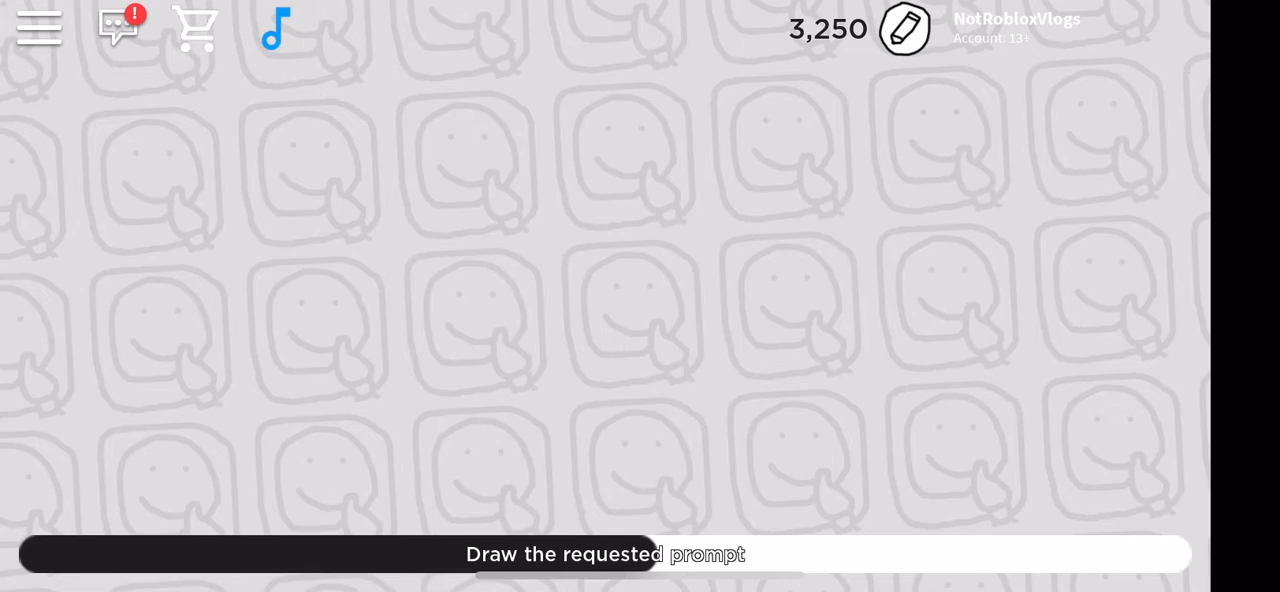 !
3,250
NotRobloxVlogs
Account: 13+
Draw the requested prompt